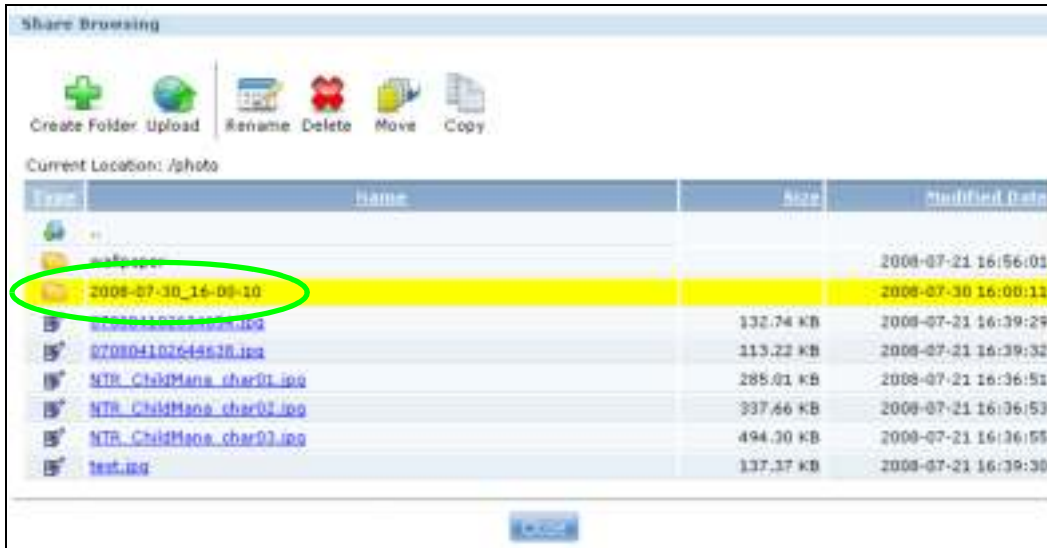 Share Browsing
Create Folder Upload Rename Delete Move Copy
Current Location: /photo
Type Name Size Modified Date
..
wallpaper 2008-07-21 16:56:01
2008-07-30_16-00-10 2008-07-30 16:00:11
132.74 KB 2008-07-21 16:39:29
070804102644638.jpg 113.22 KB 2008-07-21 16:39:32
NTR_ChildMana_char01.jpg 285.01 KB 2008-07-21 16:36:51
NTR_ChildMana_char02.jpg 337.66 KB 2008-07-21 16:36:53
NTR_ChildMana_char03.jpg 494.30 KB 2008-07-21 16:36:55
test.jpg 137.37 KB 2008-07-21 16:39:30
Close